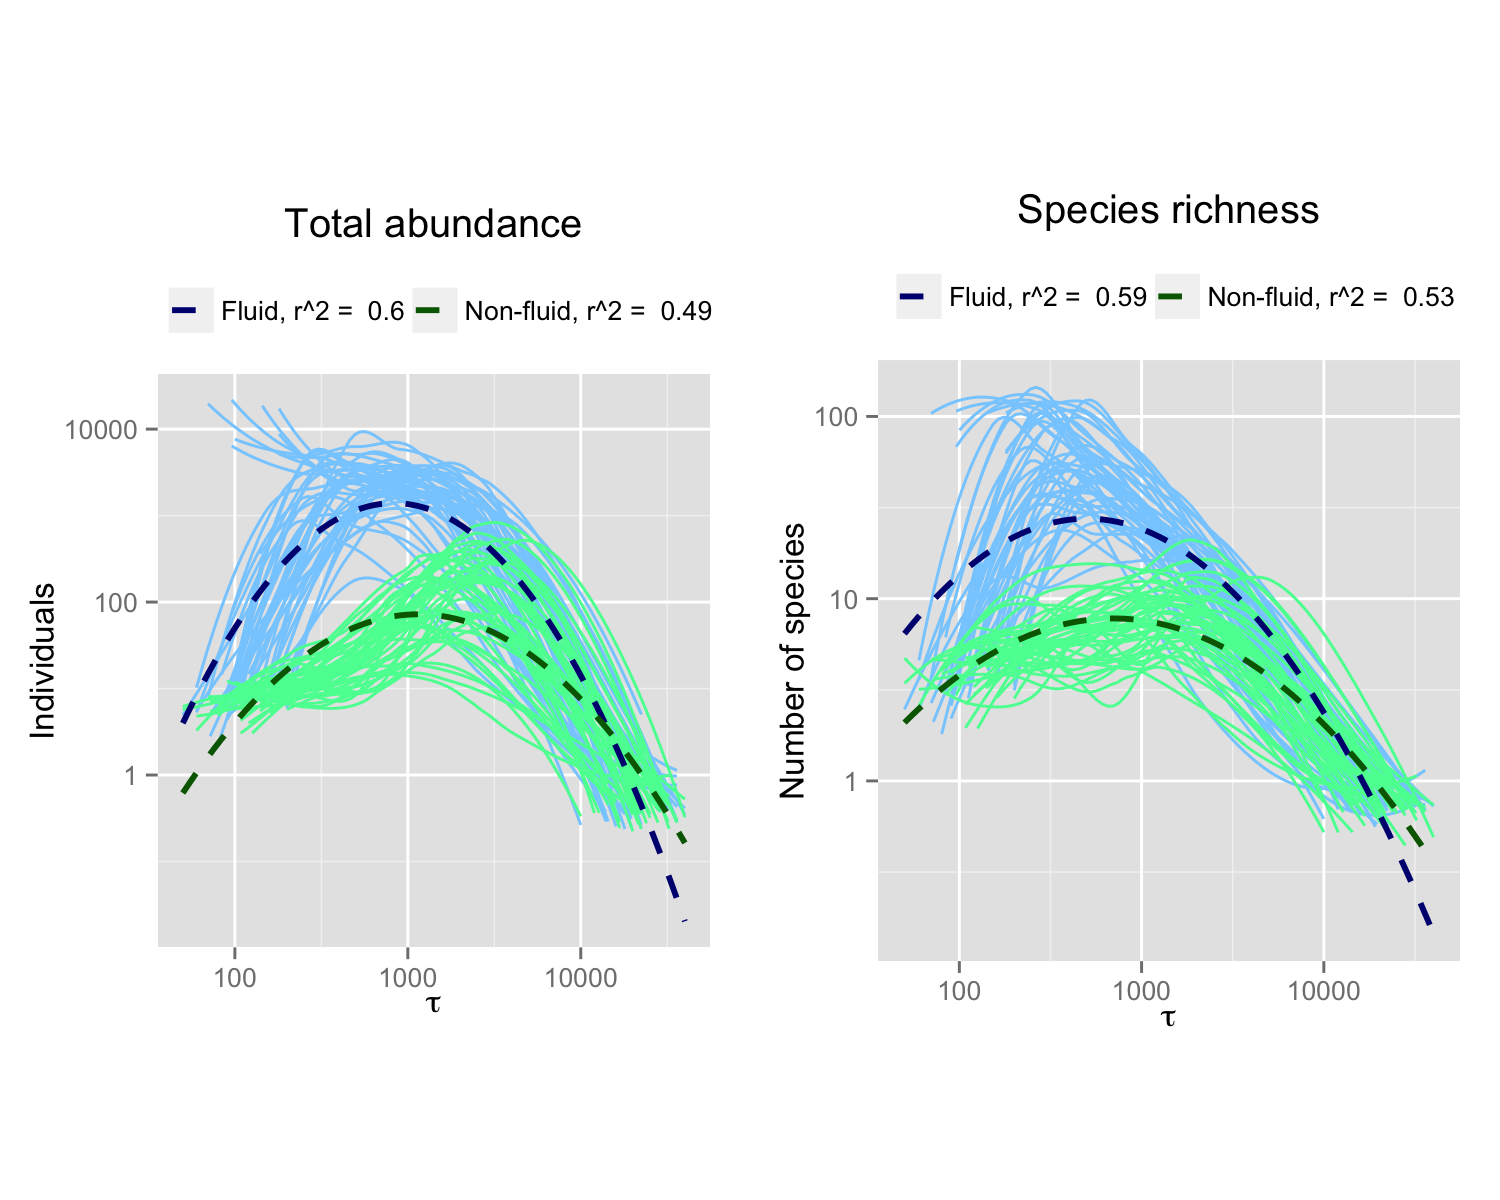 Total abundance
Fluid, r^2 =  0.6 Non-fluid, r^2 =  0.49
Individuals
10000
100
1
100 1000 10000
τ
Species richness
Fluid, r^2 =  0.59 Non-fluid, r^2 =  0.53
Number of species
100
10
1
100 1000 10000
τ